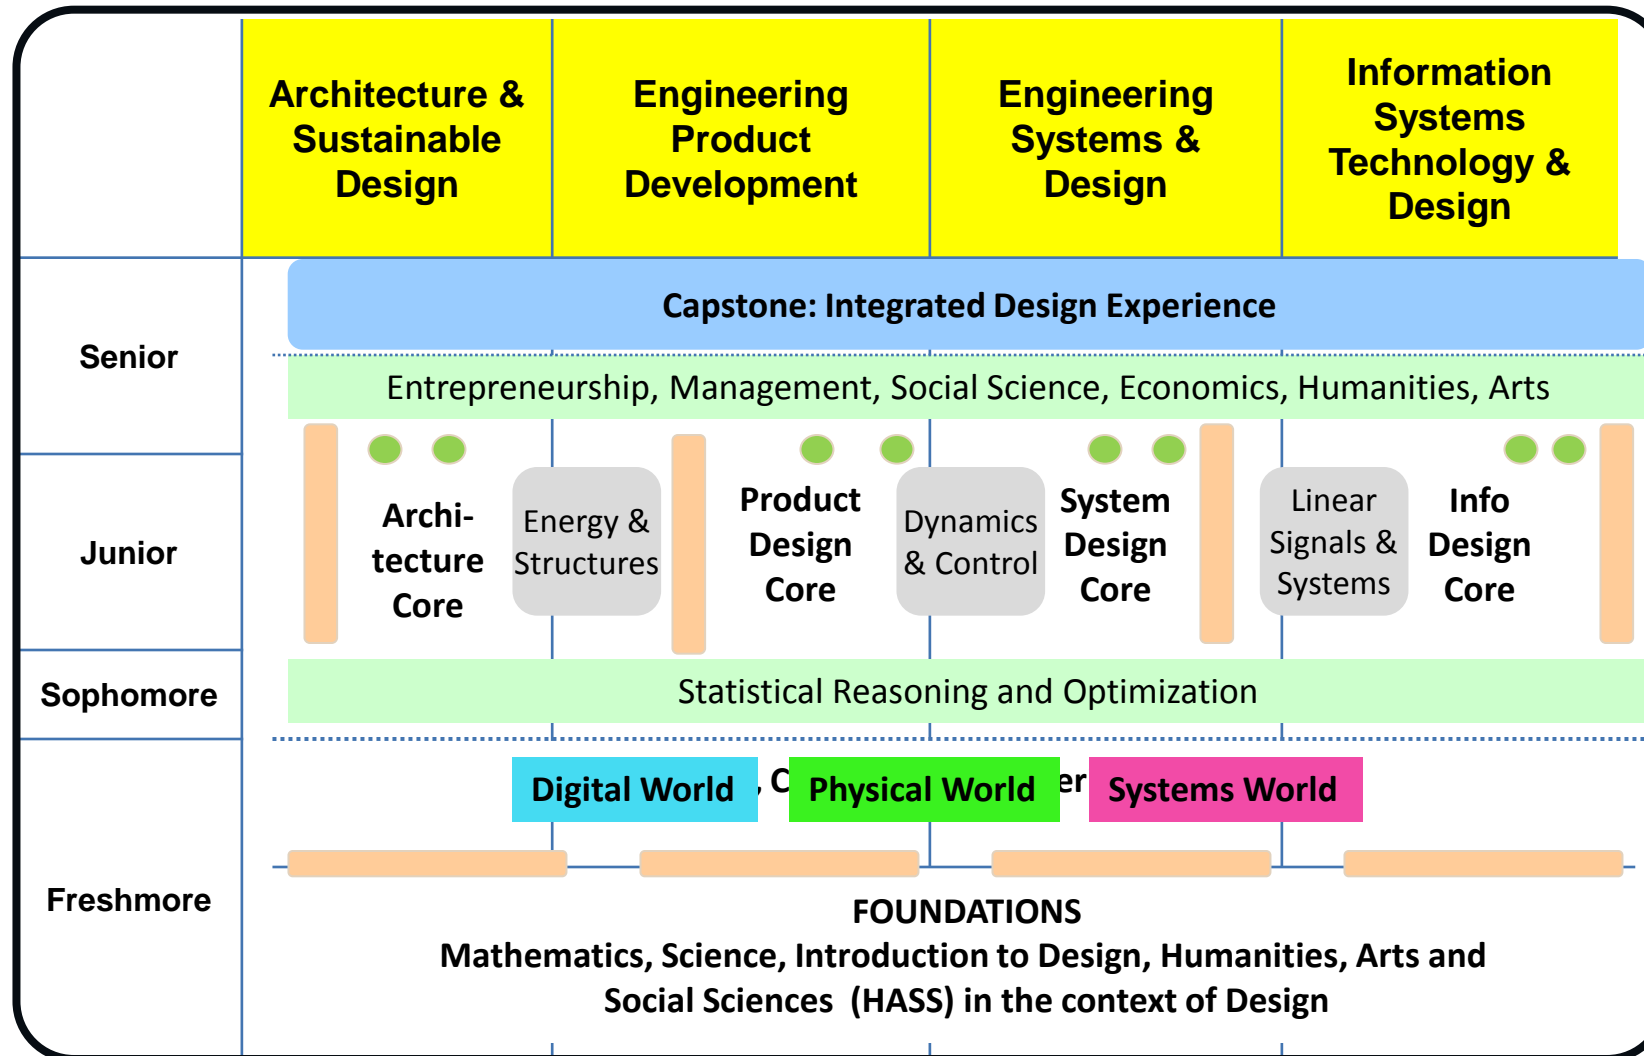 Architecture &
Sustainable
Design
Engineering
Product
Development
Engineering
Systems &
Design
Information
Systems
Technology &
Design
Senior
Capstone: Integrated Design Experience
Entrepreneurship, Management, Social Science, Economics, Humanities, Arts
Junior
Archi-
tecture
Core
Energy &
Structures
Product
Design
Core
Dynamics
& Control
System
Design
Core
Linear
Signals &
Systems
Info
Design
Core
Sophomore
Statistical Reasoning and Optimization
Freshmore
Digital World
Physical World
Systems World
FOUNDATIONS
Mathematics, Science, Introduction to Design, Humanities, Arts and
Social Sciences (HASS) in the context of Design